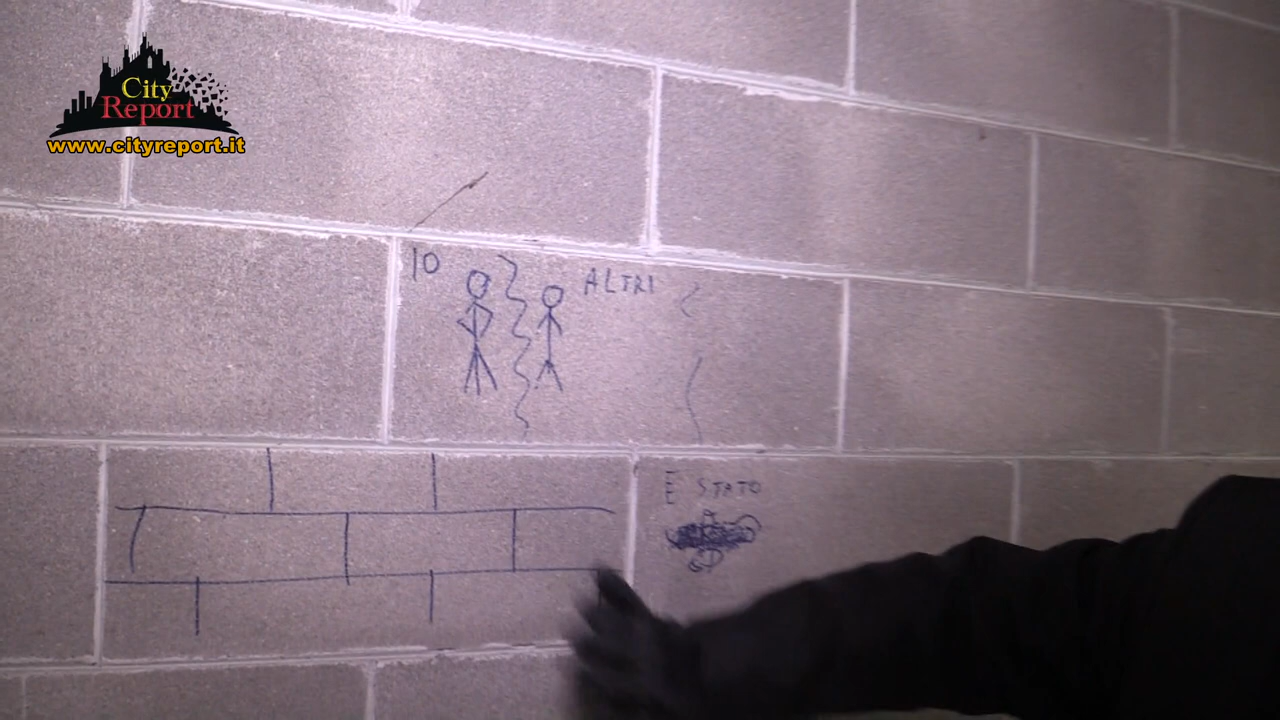 City
Report
www.cityreport.it
IO
ALTRI
È STATO